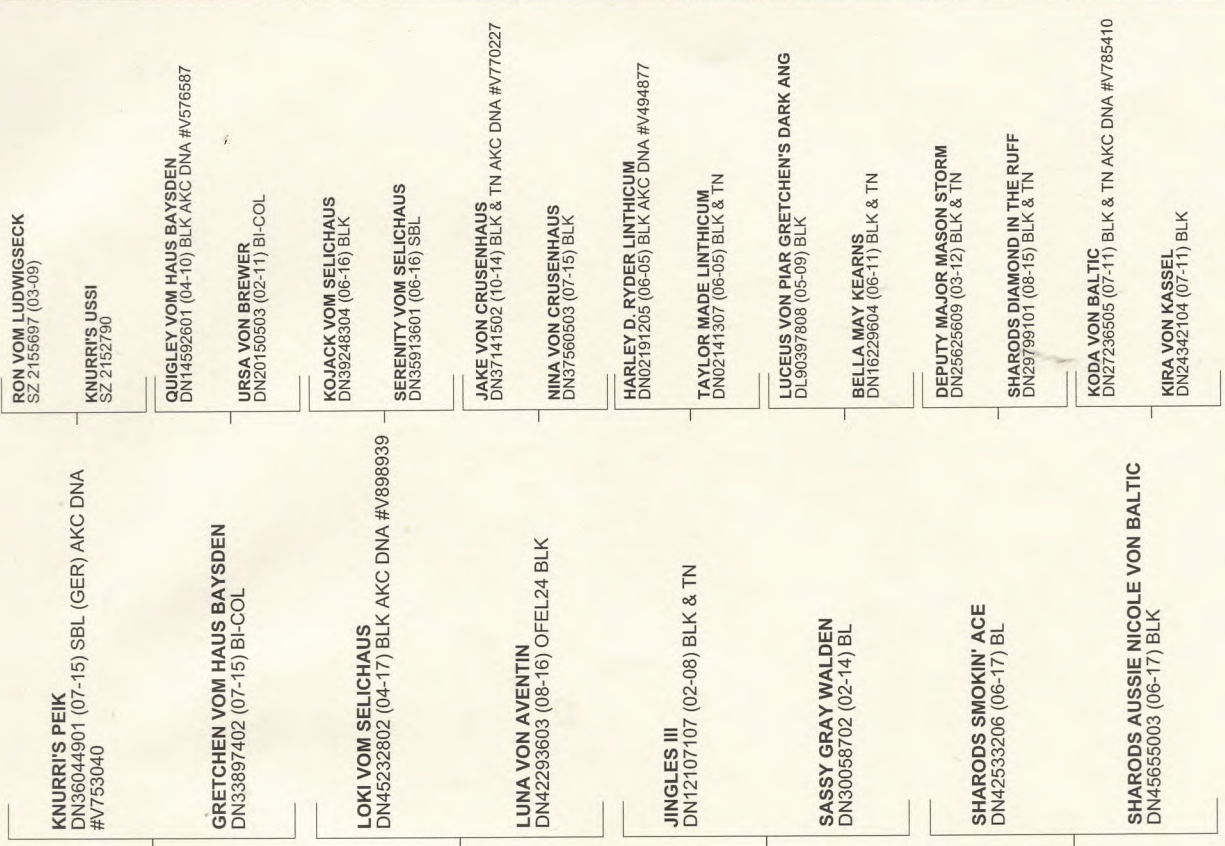 KNURRI'S PEIK
DN36044901 (07-15) SBL (GER) AKC DNA
#V753040
GRETCHEN VOM HAUS BAYSDEN
DN33897402 (07-15) BI-COL
LOKI VOM SELICHAUS
DN45232802 (04-17) BLK AKC DNA #V898939
LUNA VON AVENTIN
DN42293603 (08-16) OFEL24 BLK
JINGLES III
DN12107107 (02-08) BLK & TN
SASSY GRAY WALDEN
DN30058702 (02-14) BL
SHARODS SMOKIN' ACE
DN42533206 (06-17) BL
SHARODS AUSSIE NICOLE VON BALTIC
DN45655003 (06-17) BLK
RON VOM LUDWIGSECK
SZ 2155697 (03-09)
KNURRI'S USSI
SZ 2152790
QUIGLEY VOM HAUS BAYSDEN
DN14592601 (04-10) BLK AKC DNA #V576587
URSA VON BREWER
DN20150503 (02-11) BI-COL
KOJACK VOM SELICHAUS
DN39248304 (06-16) BLK
SERENITY VOM SELICHAUS
DN35913601 (06-16) SBL
JAKE VON CRUSENHAUS
DN37141502 (10-14) BLK & TN AKC DNA #V770227
NINA VON CRUSENHAUS
DN37560503 (07-15) BLK
HARLEY D. RYDER LINTHICUM
DN02191205 (06-05) BLK AKC DNA #V494877
TAYLOR MADE LINTHICUM
DN02141307 (06-05) BLK & TN
LUCEUS VON PIAR GRETCHEN'S DARK ANG
DL90397808 (05-09) BLK
BELLA MAY KEARNS
DN16229604 (06-11) BLK & TN
DEPUTY MAJOR MASON STORM
DN25625609 (03-12) BLK & TN
SHARODS DIAMOND IN THE RUFF
DN29799101 (08-15) BLK & TN
KODA VON BALTIC
DN27236505 (07-11) BLK & TN AKC DNA #V785410
KIRA VON KASSEL
DN24342104 (07-11) BLK